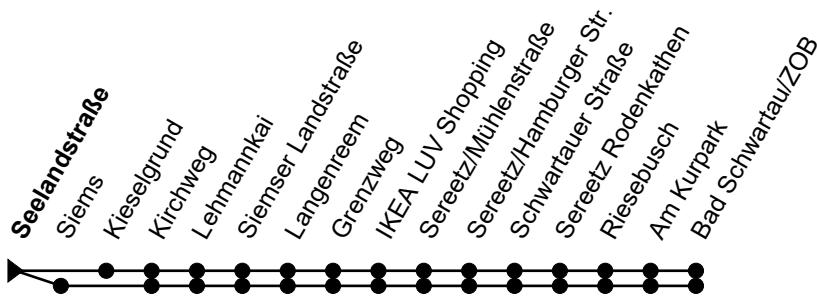 Seelandstraße
Siems
Kieselgrund
Kirchweg
Lehmannkai
Siemser Landstraße
Langenreem
Grenzweg
IKEA LUV Shopping
Sereetz/Mühlenstraße
Sereetz/Hamburger Str.
Schwartauer Straße
Sereetz Rodenkathen
Riesebusch
Am Kurpark
Bad Schwartau/ZOB